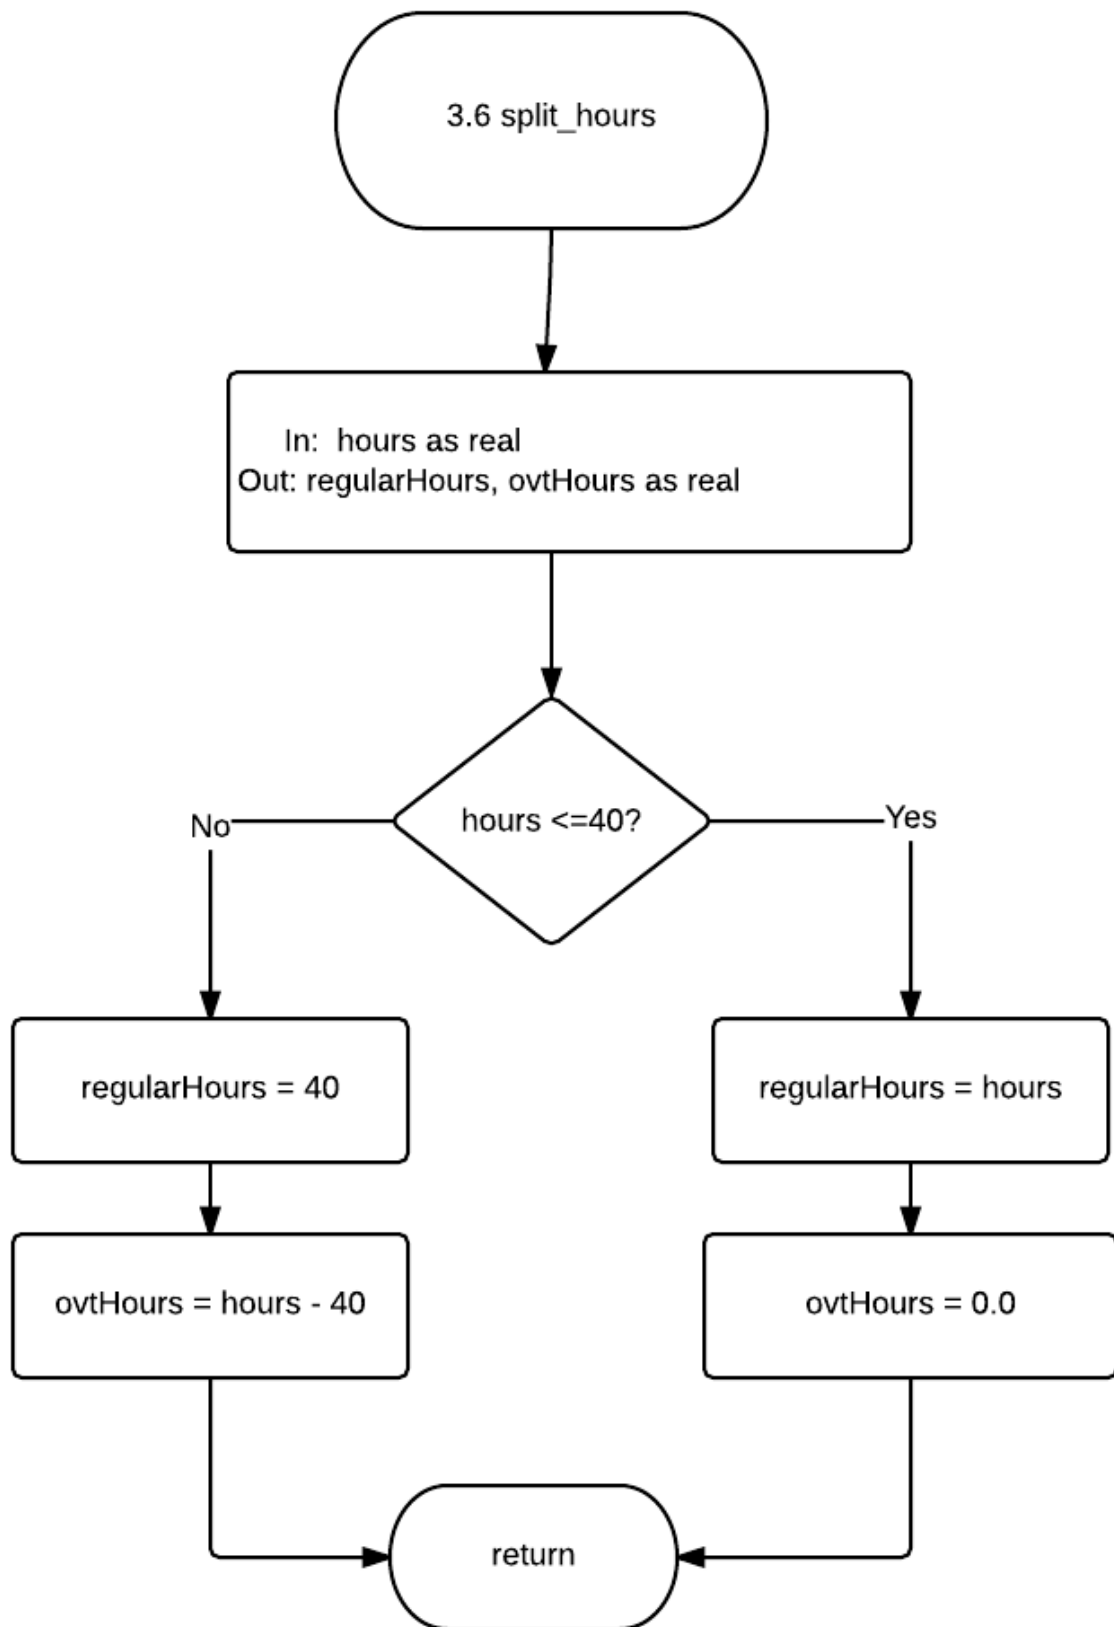 3.6 split_hours
In:  hours as real
Out: regularHours, ovtHours as real
hours <=40?
No
Yes
regularHours = 40
regularHours = hours
ovtHours = hours - 40
ovtHours = 0.0
return